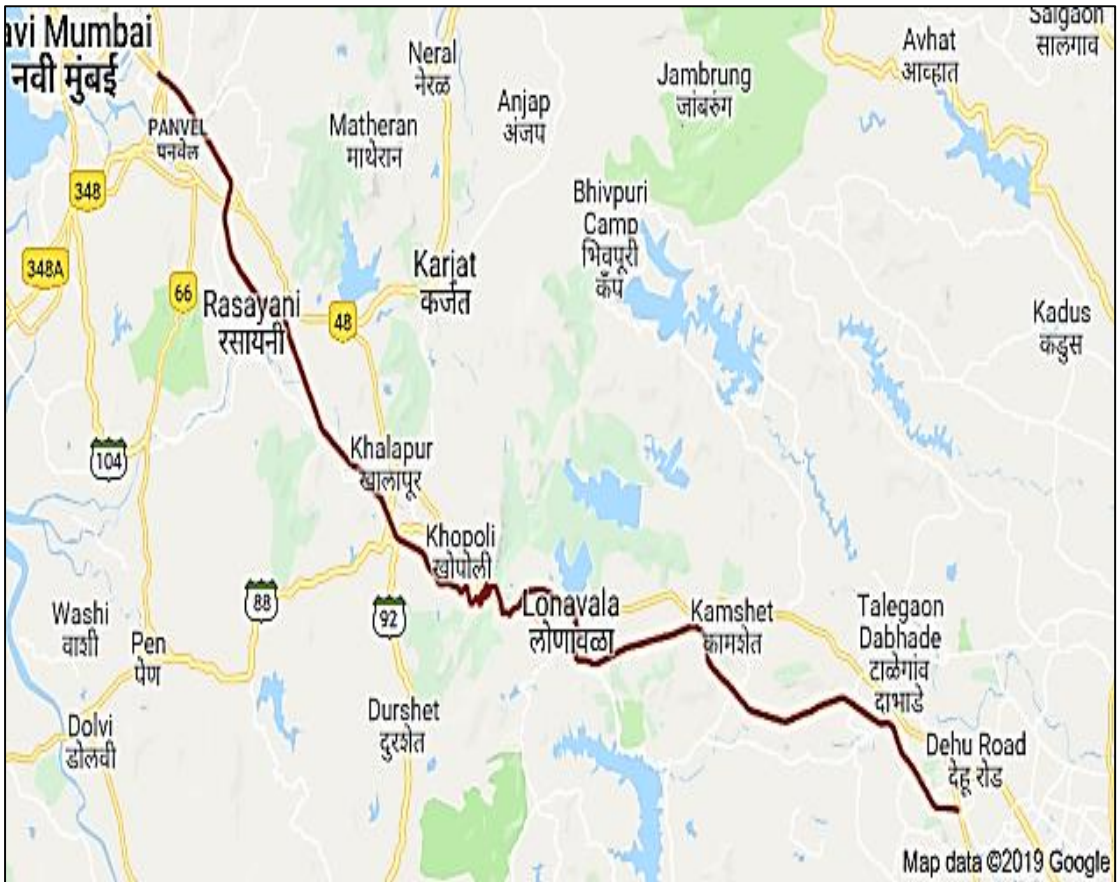 avi Mumbai
नवी मुंबई
Neral
नेरळ
Avhat
आव्हात
Salgaon
सालगाव
Jambrung
जांबरुंग
Anjap
अंजप
Matheran
माथेरान
PANVEL
पनवेल
348
Bhivpuri
Camp
भिवपूरी
कँप
348A
66
Karjat
कर्जत
Rasayani
रसायनी
48
Kadus
कडुस
104
Khalapur
खालापूर
Khopoli
खोपोली
88
92
Lonavala
लोणावळा
Kamshet
कामशेत
Talegaon
Dabhade
टाळेगांव
दाभाडे
Washi
वाशी
Pen
पेण
Durshet
दुरशेत
Dolvi
डोलवी
Dehu Road
देहू रोड
Map data ©2019 Google